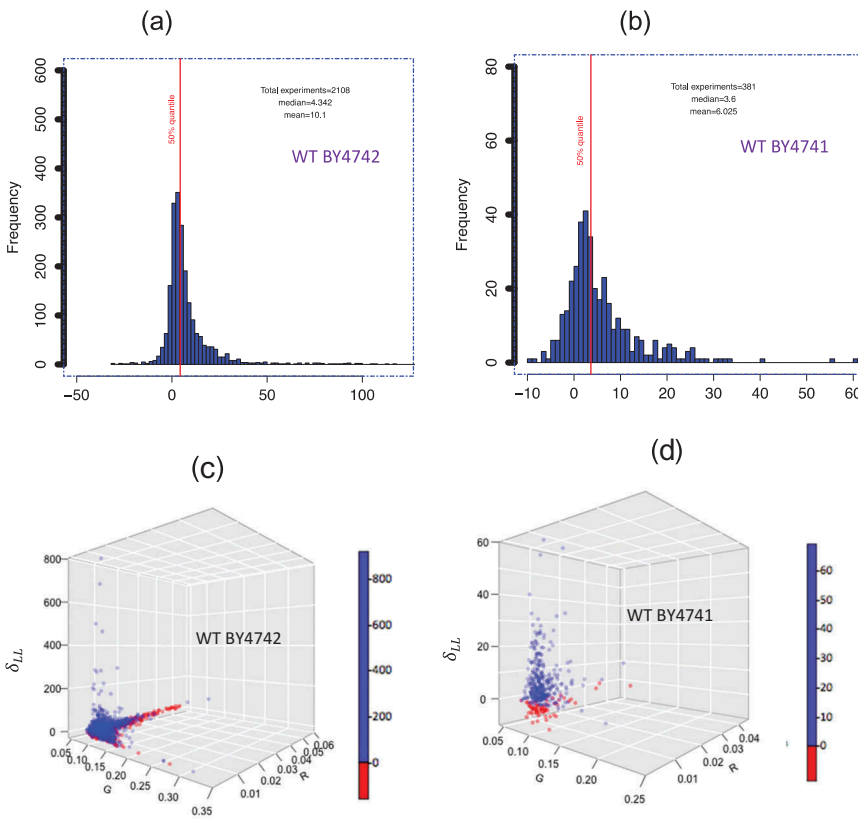 (a)
600
500
400
300
200
100
0
Frequency
50% quantile
Total experiments=2108
median=4.342
mean=10.1
WT BY4742
−50
0
50
100
(b)
80
60
40
20
0
Frequency
50% quantile
Total experiments=381
median=3.6
mean=6.025
WT BY4741
−10
0
10
20
30
40
50
60
(c)
800
600
400
200
0
δLL
WT BY4742
0.05
0.10
0.15
0.20
0.25
0.30
0.35
G
0.01
0.02
0.03
0.04
0.05
0.06
R
800
600
400
200
0
(d)
60
40
20
0
δLL
WT BY4741
0.05
0.10
0.15
0.20
0.25
G
0.01
0.02
0.03
0.04
R
60
50
40
30
20
10
0